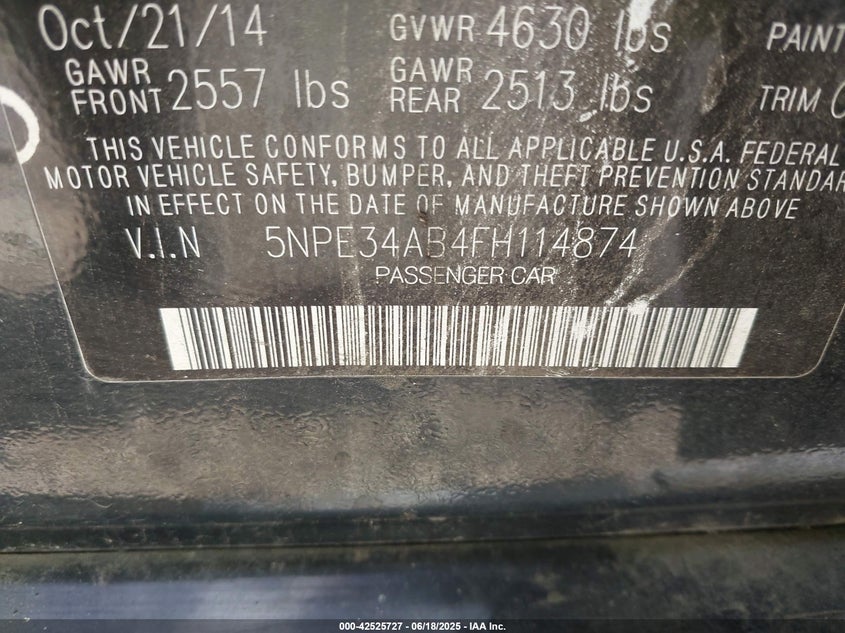 Oct/21/14 GVWR 4630 lbs PAINT
GAWR FRONT 2557 lbs GAWR REAR 2513 lbs TRIM
THIS VEHICLE CONFORMS TO ALL APPLICABLE U.S.A. FEDERAL
MOTOR VEHICLE SAFETY, BUMPER, AND THEFT PREVENTION STANDAR
IN EFFECT ON THE DATE OF MANUFACTURE SHOWN ABOVE
V.I.N 5NPE34AB4FH114874
PASSENGER CAR
000-42525727 - 06/18/2025 - IAA Inc.